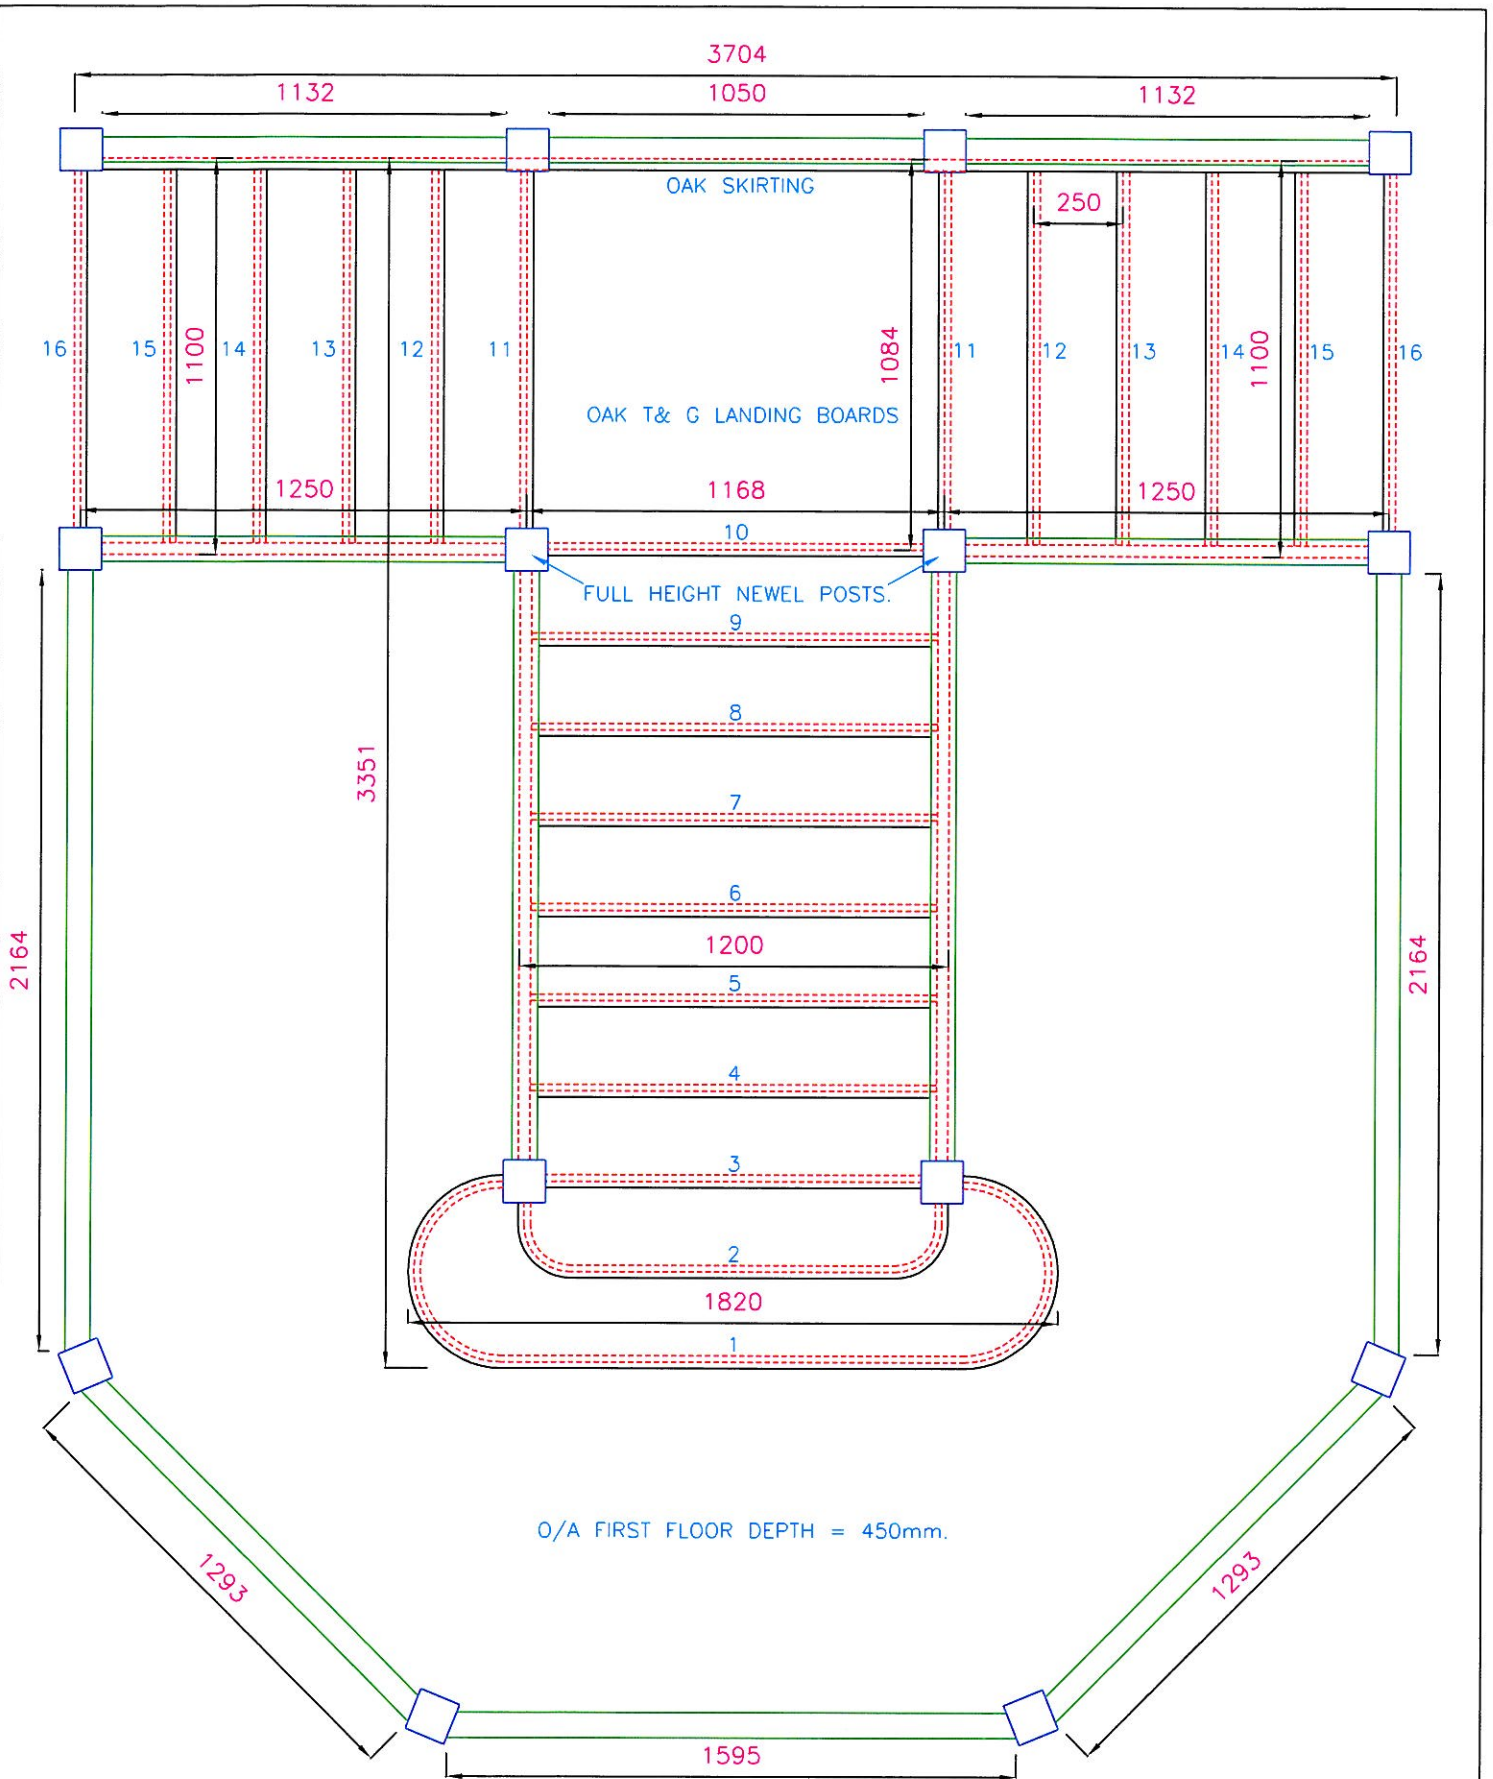 3704
1132 1050 1132
OAK SKIRTING
250
16 15 1100 14 13 12 11 1084 11 12 13 14 1100 15 16
OAK T& G LANDING BOARDS
1250 1168 1250
10
FULL HEIGHT NEWEL POSTS.
9
8
3351
7
6
2164 1200 2164
5
4
3
2
1820
1
O/A FIRST FLOOR DEPTH = 450mm.
1293 1293
1595